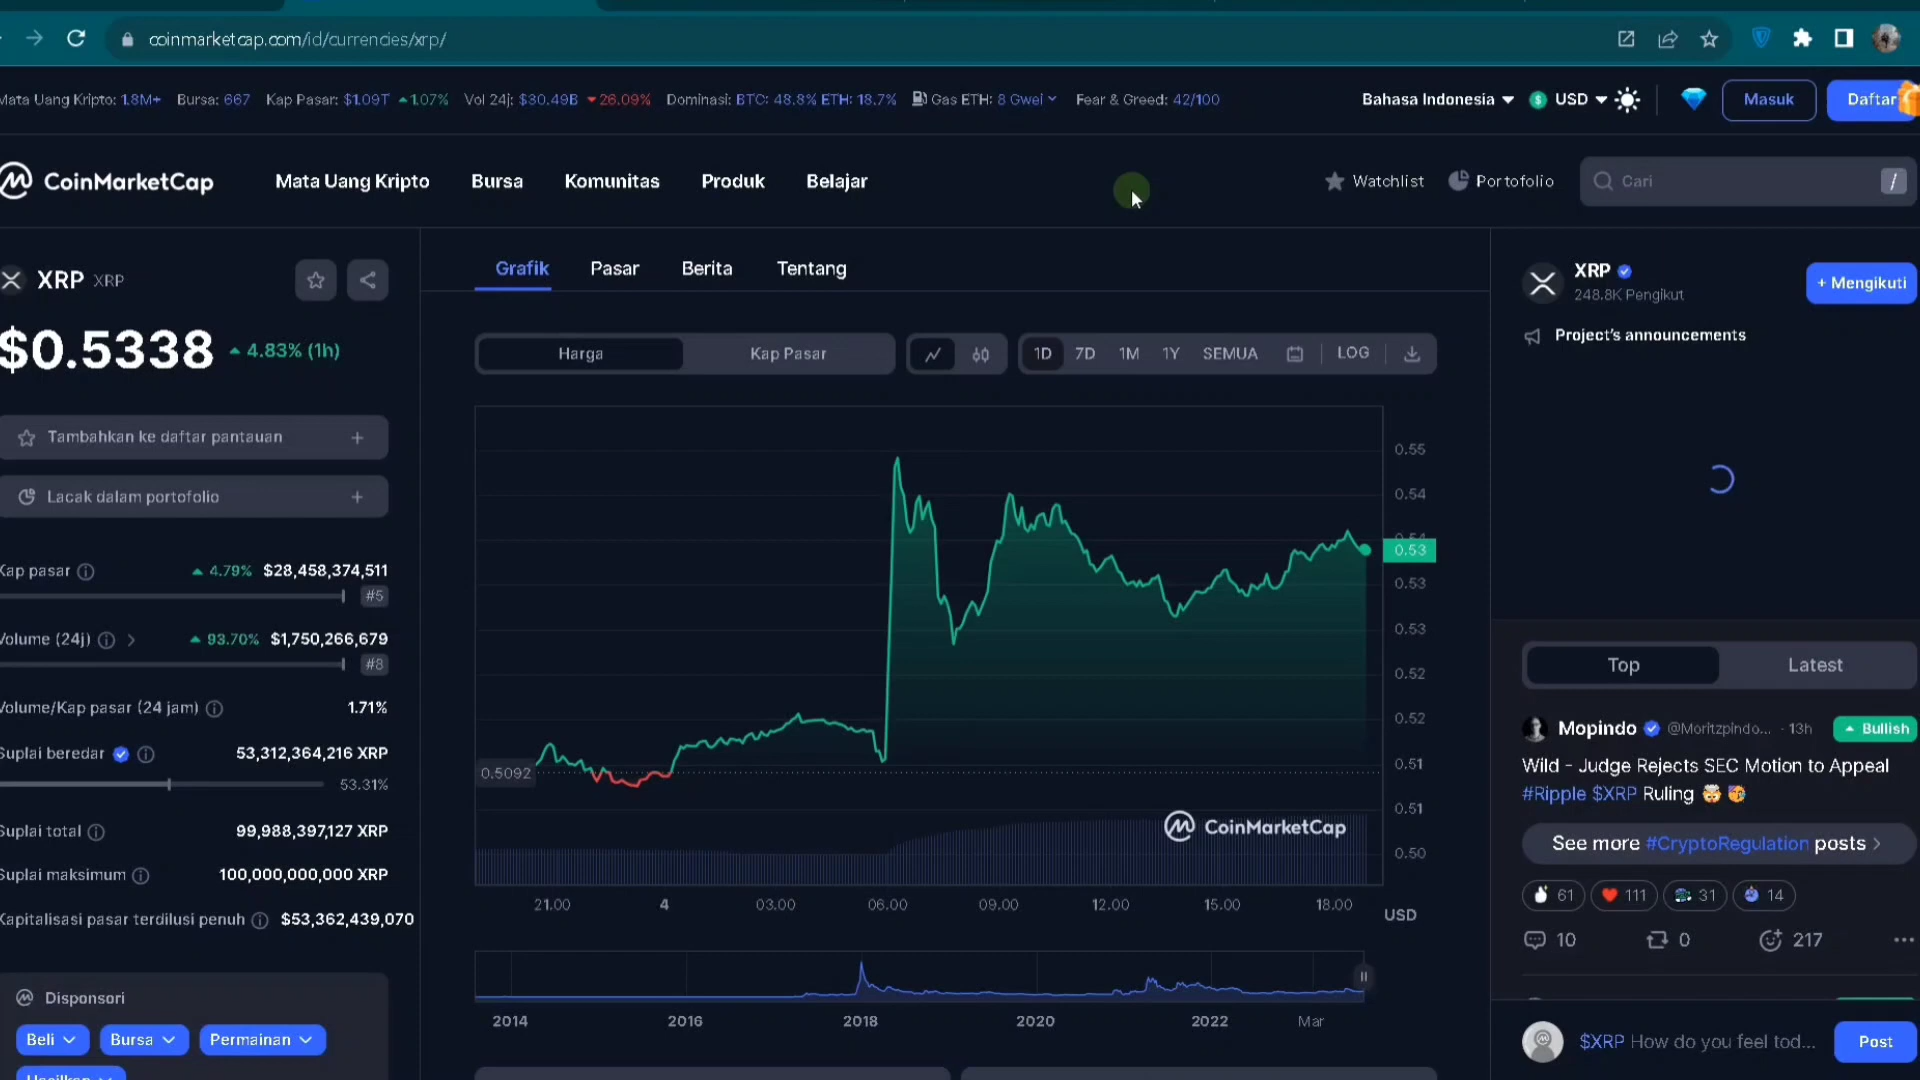 coinmarketcap.com/id/currencies/xrp/
Mata Uang Kripto: 1.8M+ Bursa: 667 Kap Pasar: $1.09T 1.07% Vol 24j: $30.49B 26.09% Dominasi: BTC: 48.8% ETH: 18.7% Gas ETH: 8 Gwei Fear & Greed: 42/100
Bahasa Indonesia USD Masuk Daftar
CoinMarketCap Mata Uang Kripto Bursa Komunitas Produk Belajar
Watchlist Portofolio Cari /
XRP XRP
$0.5338 4.83% (1h)
Tambahkan ke daftar pantauan +
Lacak dalam portofolio +
Kap pasar 4.79% $28,458,374,511
#5
Volume (24j) 93.70% $1,750,266,679
#8
Volume/Kap pasar (24 jam) 1.71%
Suplai beredar 53,312,364,216 XRP
53.31%
Suplai total 99,988,397,127 XRP
Suplai maksimum 100,000,000,000 XRP
Kapitalisasi pasar terdilusi penuh $53,362,439,070
Disponsori
Beli Bursa Permainan
Grafik Pasar Berita Tentang
Harga Kap Pasar
1D 7D 1M 1Y SEMUA LOG
0.55
0.54
0.54
0.53
0.53
0.53
0.52
0.52
0.51
0.51
0.50
0.5092
CoinMarketCap
21.00 4 03.00 06.00 09.00 12.00 15.00 18.00 USD
2014 2016 2018 2020 2022 Mar
XRP
248.8K Pengikut
+ Mengikuti
Project's announcements
Top Latest
Mopindo @Moritzpindo... · 13h Bullish
Wild - Judge Rejects SEC Motion to Appeal
#Ripple $XRP Ruling
See more #CryptoRegulation posts
61 111 31 14
10 0 217
$XRP How do you feel tod... Post